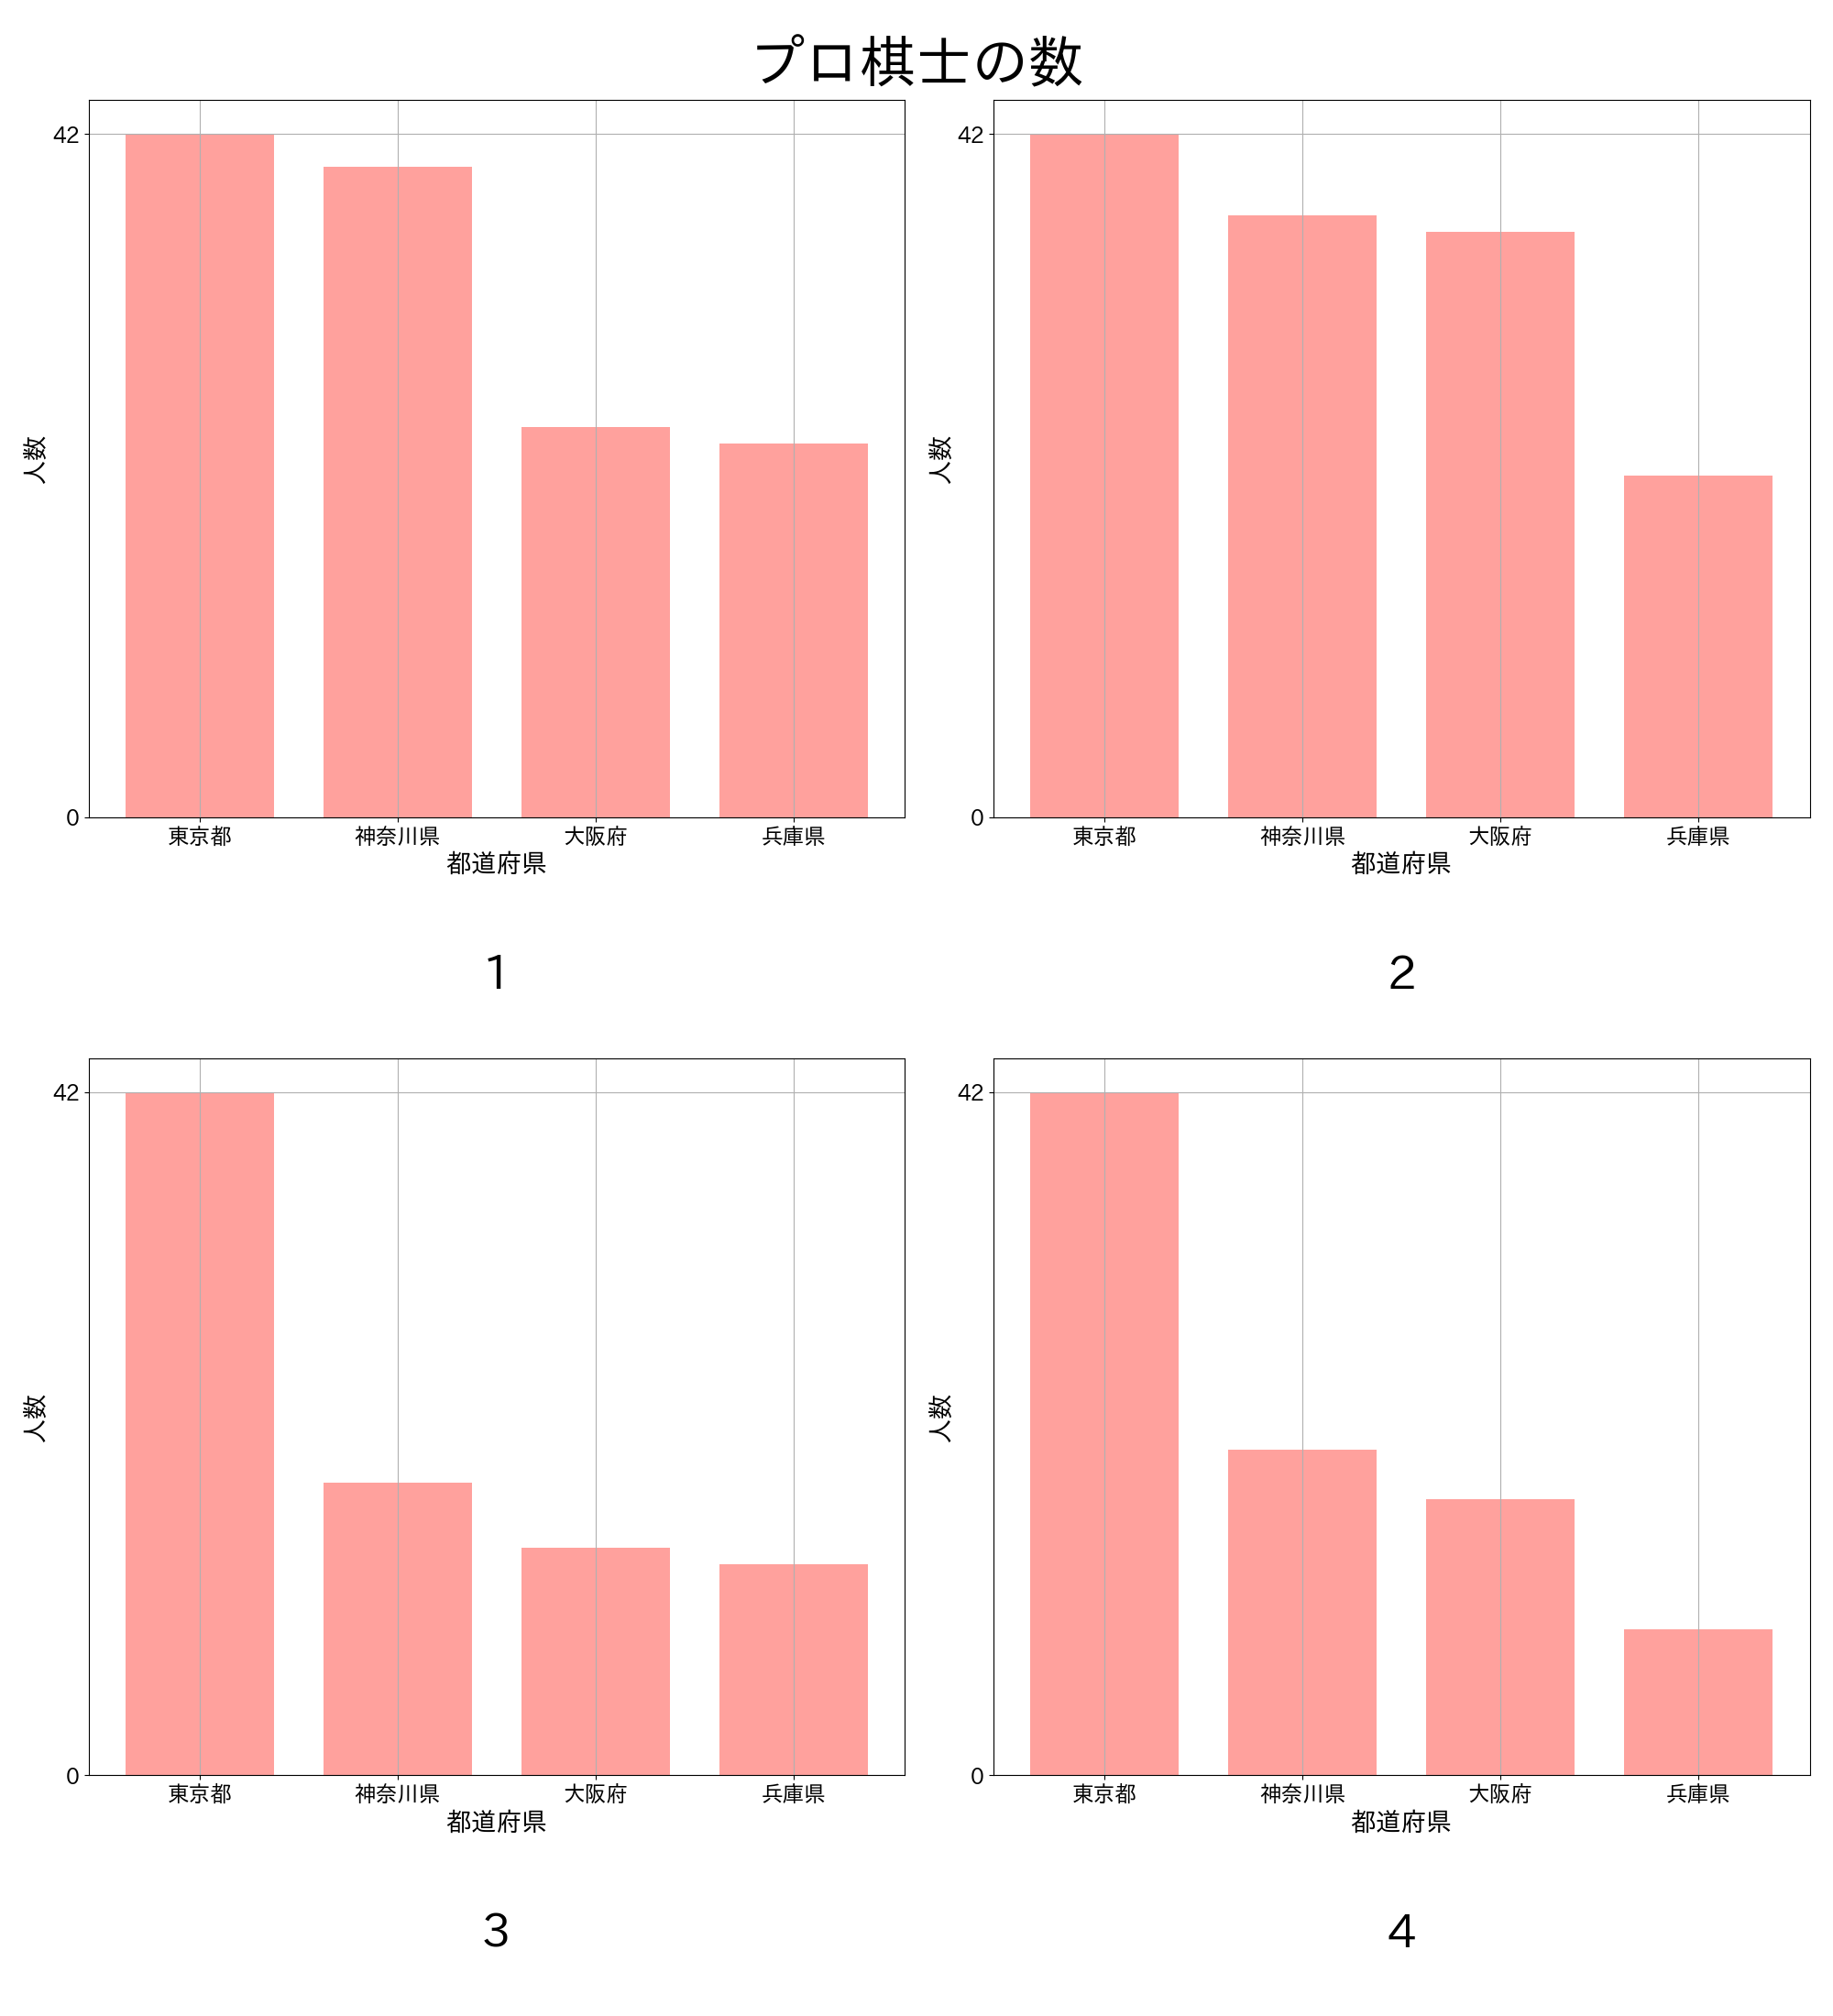 プロ棋士の数
42
人数
0
東京都 神奈川県 大阪府 兵庫県
都道府県
1
42
人数
0
東京都 神奈川県 大阪府 兵庫県
都道府県
2
42
人数
0
東京都 神奈川県 大阪府 兵庫県
都道府県
3
42
人数
0
東京都 神奈川県 大阪府 兵庫県
都道府県
4